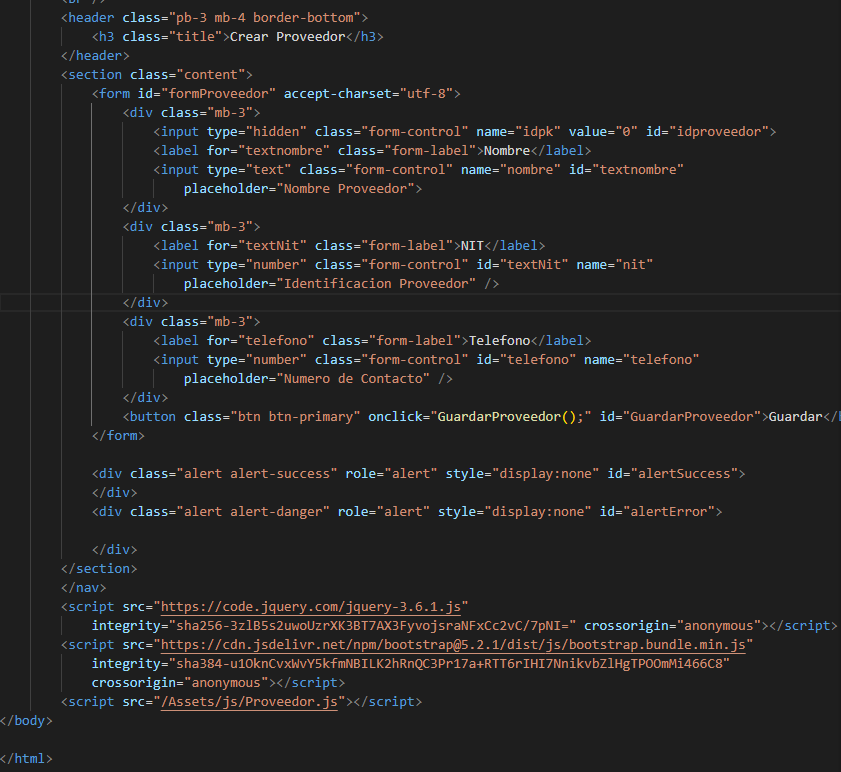 <br />
<header class="pb-3 mb-4 border-bottom">
<h3 class="title">Crear Proveedor</h3>
</header>
<section class="content">
<form id="formProveedor" accept-charset="utf-8">
<div class="mb-3">
<input type="hidden" class="form-control" name="idpk" value="0" id="idproveedor">
<label for="textnombre" class="form-label">Nombre</label>
<input type="text" class="form-control" name="nombre" id="textnombre"
placeholder="Nombre Proveedor">
</div>
<div class="mb-3">
<label for="textNit" class="form-label">NIT</label>
<input type="number" class="form-control" id="textNit" name="nit"
placeholder="Identificacion Proveedor" />
</div>
<div class="mb-3">
<label for="telefono" class="form-label">Telefono</label>
<input type="number" class="form-control" id="telefono" name="telefono"
placeholder="Numero de Contacto" />
</div>
<button class="btn btn-primary" onclick="GuardarProveedor();" id="GuardarProveedor">Guardar</
</form>
<div class="alert alert-success" role="alert" style="display:none" id="alertSuccess">
</div>
<div class="alert alert-danger" role="alert" style="display:none" id="alertError">
</div>
</section>
</nav>
<script src="https://code.jquery.com/jquery-3.6.1.js"
integrity="sha256-3zlB5s2uwoUzrXK3BT7AX3FyvojsraNFxCc2vC/7pNI=" crossorigin="anonymous"></script>
<script src="https://cdn.jsdelivr.net/npm/bootstrap@5.2.1/dist/js/bootstrap.bundle.min.js"
integrity="sha384-u1OknCvxWvY5kfmNBILK2hRnQC3Pr17a+RTT6rIHI7NnikvbZlHgTPOOmMi466C8"
crossorigin="anonymous"></script>
<script src="/Assets/js/Proveedor.js"></script>
</body>
</html>